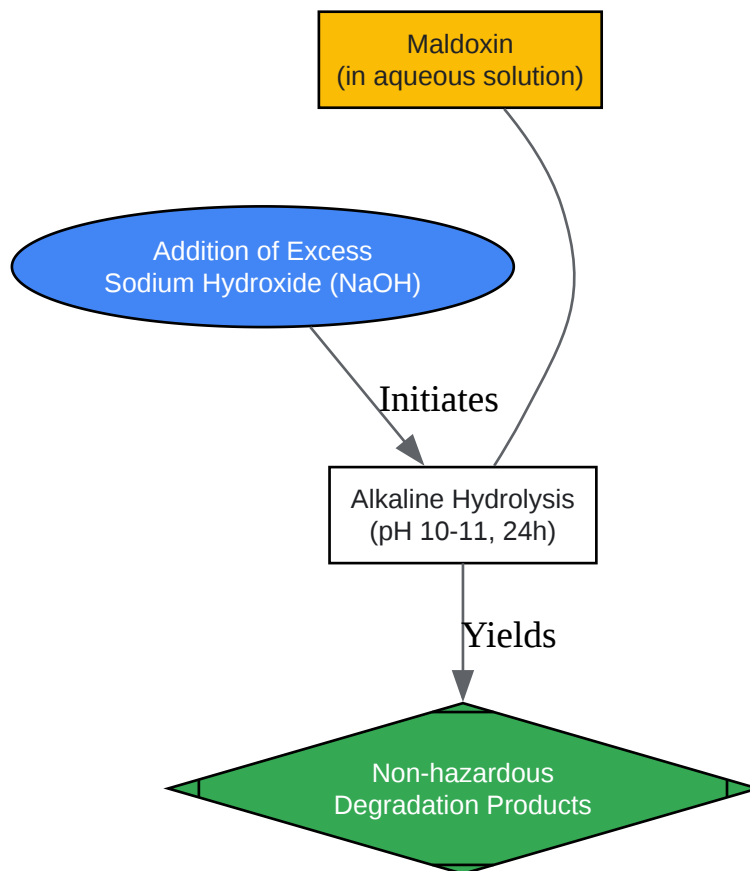 Maldoxin
(in aqueous solution)
Addition of Excess
Sodium Hydroxide (NaOH)
Initiates
Alkaline Hydrolysis
(pH 10-11, 24h)
Yields
Non-hazardous
Degradation Products